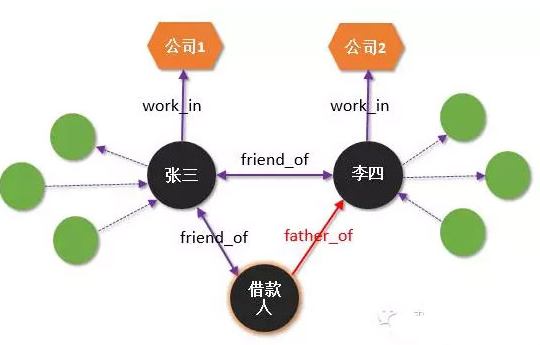 公司1
公司2
work_in
work_in
friend_of
张三
李四
friend_of
father_of
借款
人